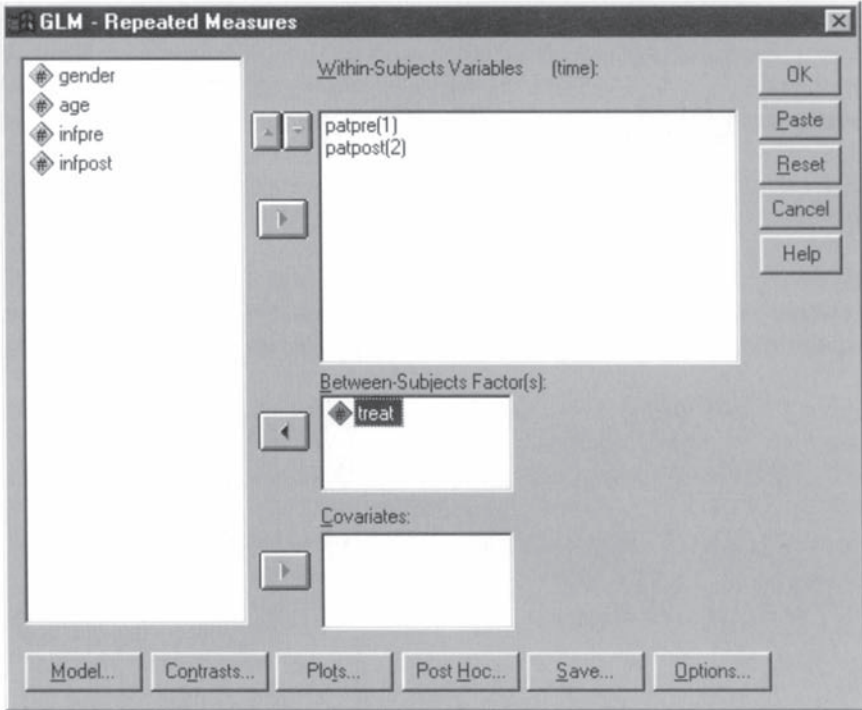 GLM - Repeated Measures
gender
age
infpre
infpost
Within-Subjects Variables (time):
patpre(1)
patpost(2)
Between-Subjects Factor(s):
treat
Covariates:
OK
Paste
Reset
Cancel
Help
Model...
Contrasts...
Plots...
Post Hoc...
Save...
Options...